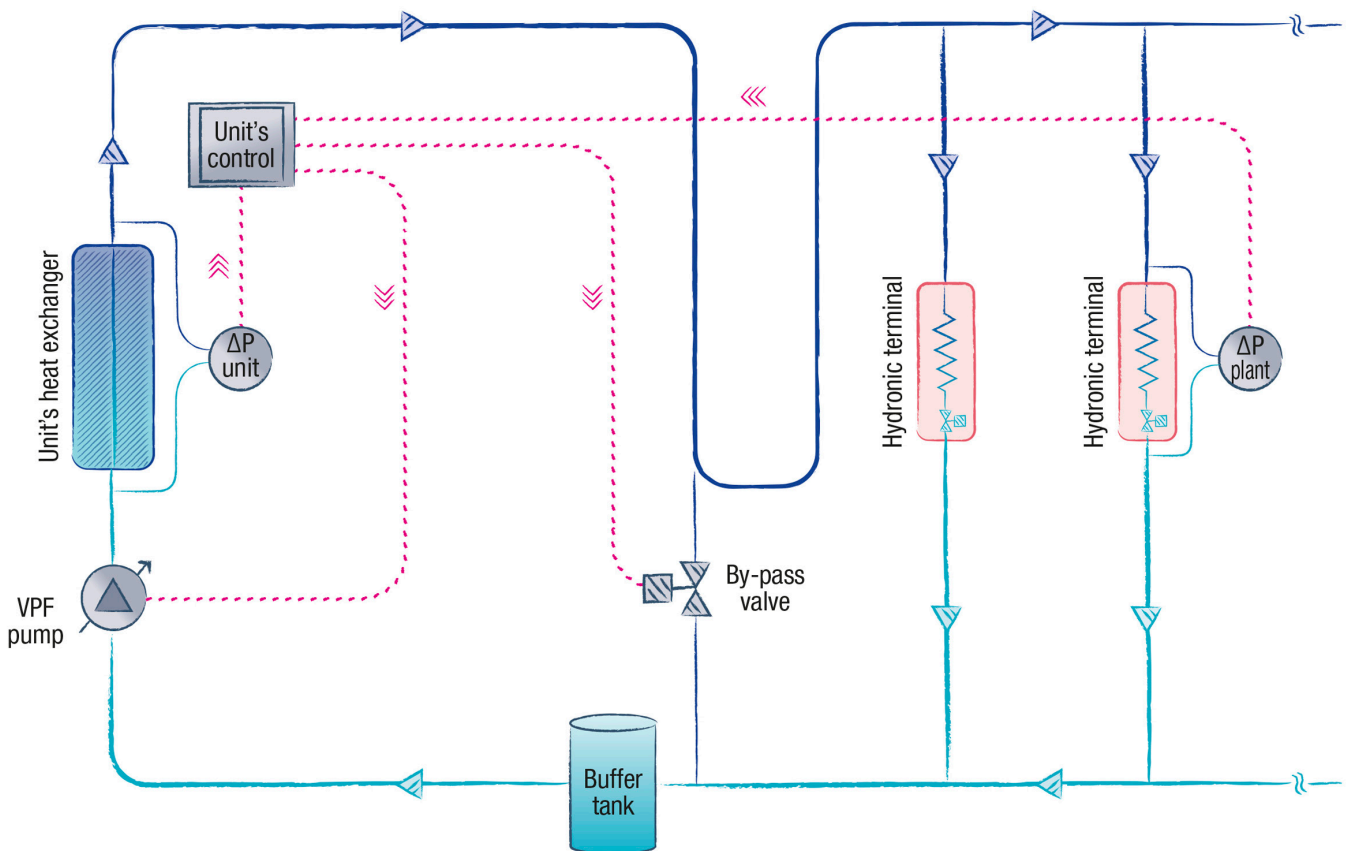 Unit's
control
Unit's heat exchanger
ΔP
unit
Hydronic terminal
Hydronic terminal
ΔP
plant
VPF
pump
By-pass
valve
Buffer
tank